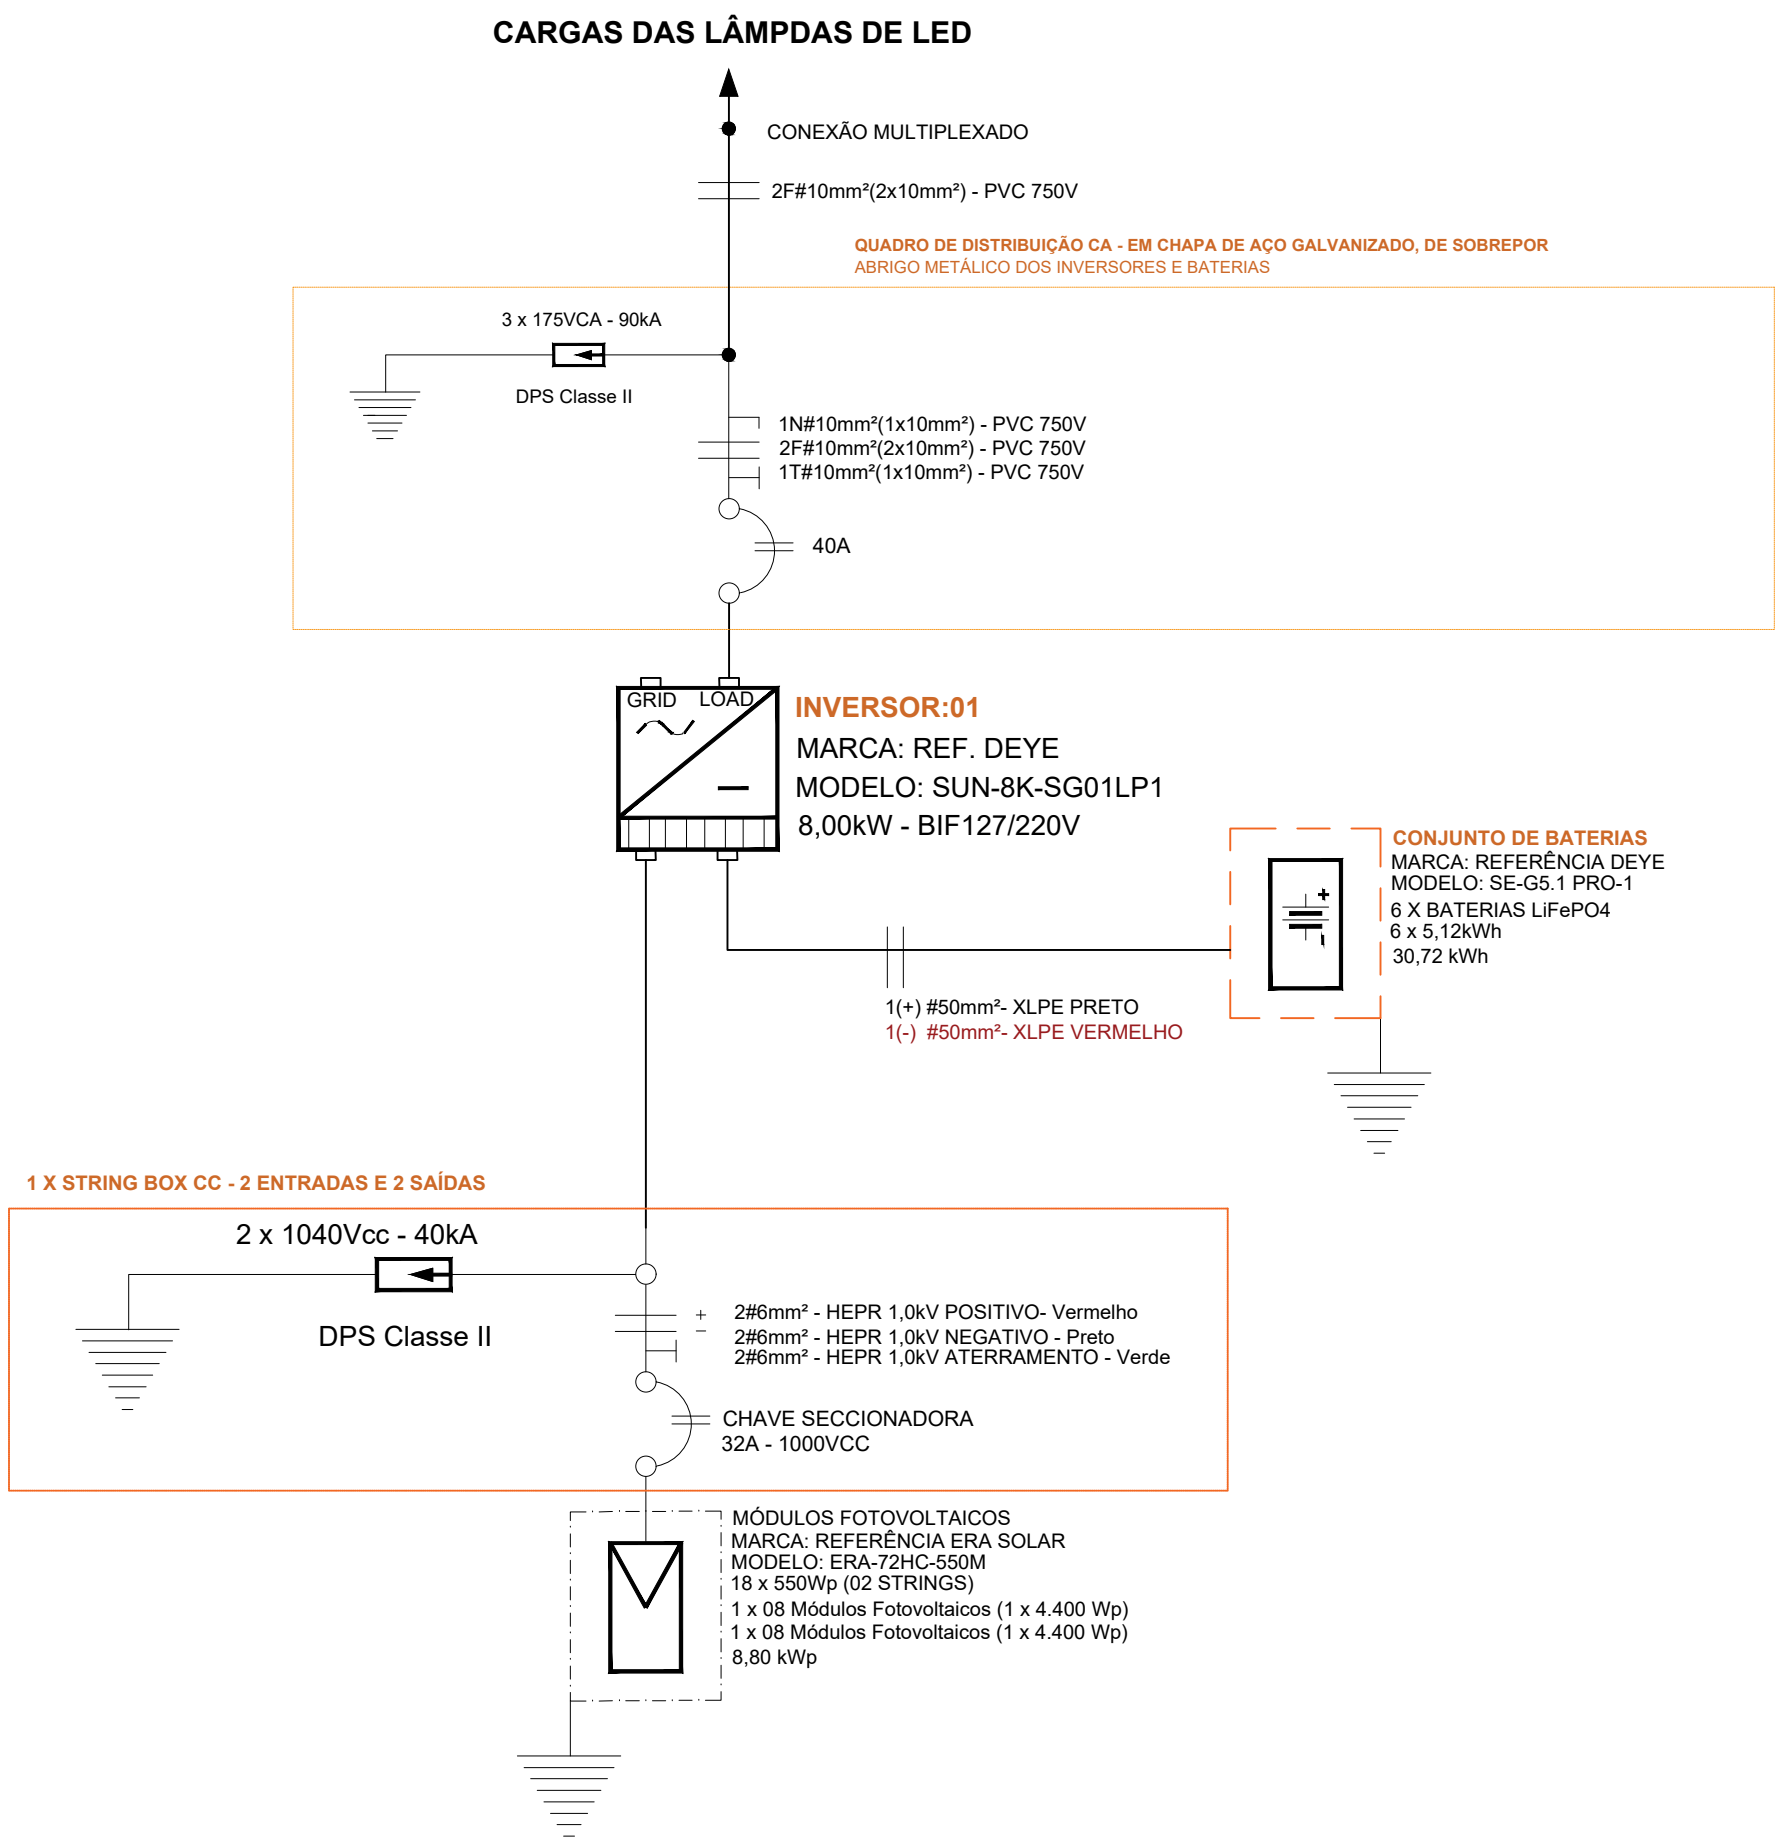 CARGAS DAS LÂMPDAS DE LED
CONEXÃO MULTIPLEXADO
2F#10mm²(2x10mm²) - PVC 750V
QUADRO DE DISTRIBUIÇÃO CA - EM CHAPA DE AÇO GALVANIZADO, DE SOBREPOR
ABRIGO METÁLICO DOS INVERSORES E BATERIAS
3 x 175VCA - 90kA
DPS Classe II
1N#10mm²(1x10mm²) - PVC 750V
2F#10mm²(2x10mm²) - PVC 750V
1T#10mm²(1x10mm²) - PVC 750V
40A
GRID LOAD
INVERSOR:01
MARCA: REF. DEYE
MODELO: SUN-8K-SG01LP1
8,00kW - BIF127/220V
CONJUNTO DE BATERIAS
MARCA: REFERÊNCIA DEYE
MODELO: SE-G5.1 PRO-1
6 X BATERIAS LiFePO4
6 x 5,12kWh
30,72 kWh
+
-
1(+) #50mm²- XLPE PRETO
1(-) #50mm²- XLPE VERMELHO
1 X STRING BOX CC - 2 ENTRADAS E 2 SAÍDAS
2 x 1040Vcc - 40kA
DPS Classe II
+ 2#6mm² - HEPR 1,0kV POSITIVO- Vermelho
- 2#6mm² - HEPR 1,0kV NEGATIVO - Preto
2#6mm² - HEPR 1,0kV ATERRAMENTO - Verde
CHAVE SECCIONADORA
32A - 1000VCC
MÓDULOS FOTOVOLTAICOS
MARCA: REFERÊNCIA ERA SOLAR
MODELO: ERA-72HC-550M
18 x 550Wp (02 STRINGS)
1 x 08 Módulos Fotovoltaicos (1 x 4.400 Wp)
1 x 08 Módulos Fotovoltaicos (1 x 4.400 Wp)
8,80 kWp